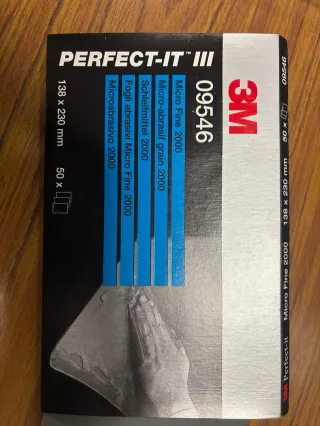 PERFECT-IT™ III
3M
09546
Micro Fine 2000
Micro-abrasif grain 2000
Schleifmittel 2000
Fogli abrasivi Micro Fine 2000
Microabrasivo 2000
138 x 230 mm
50 x
3M Perfect-it Micro Fine 2000 138 x 230 mm 50 x 09546